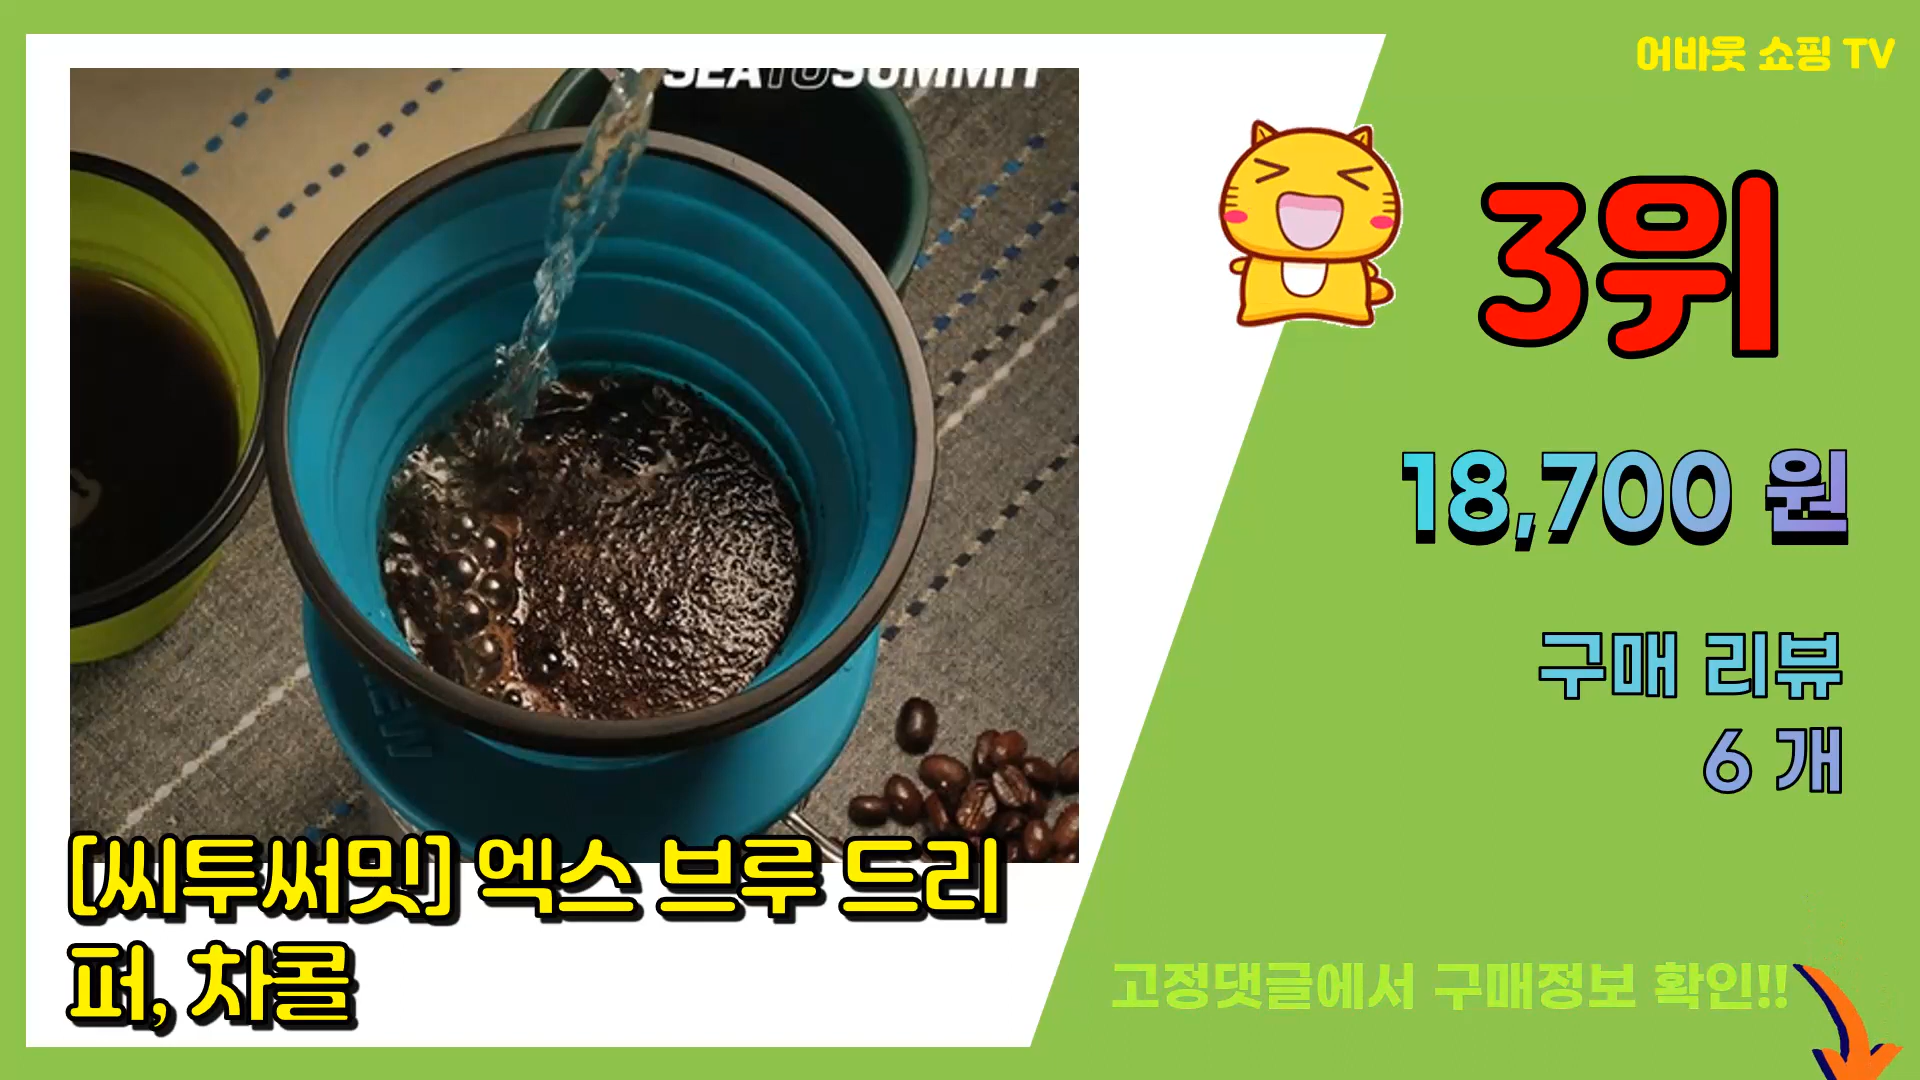 어바웃 쇼핑 TV
SEATOSUMMIT
3위
18,700 원
구매 리뷰
6 개
[씨투써밋] 엑스 브루 드리
퍼, 차콜
고정댓글에서 구매정보 확인!!